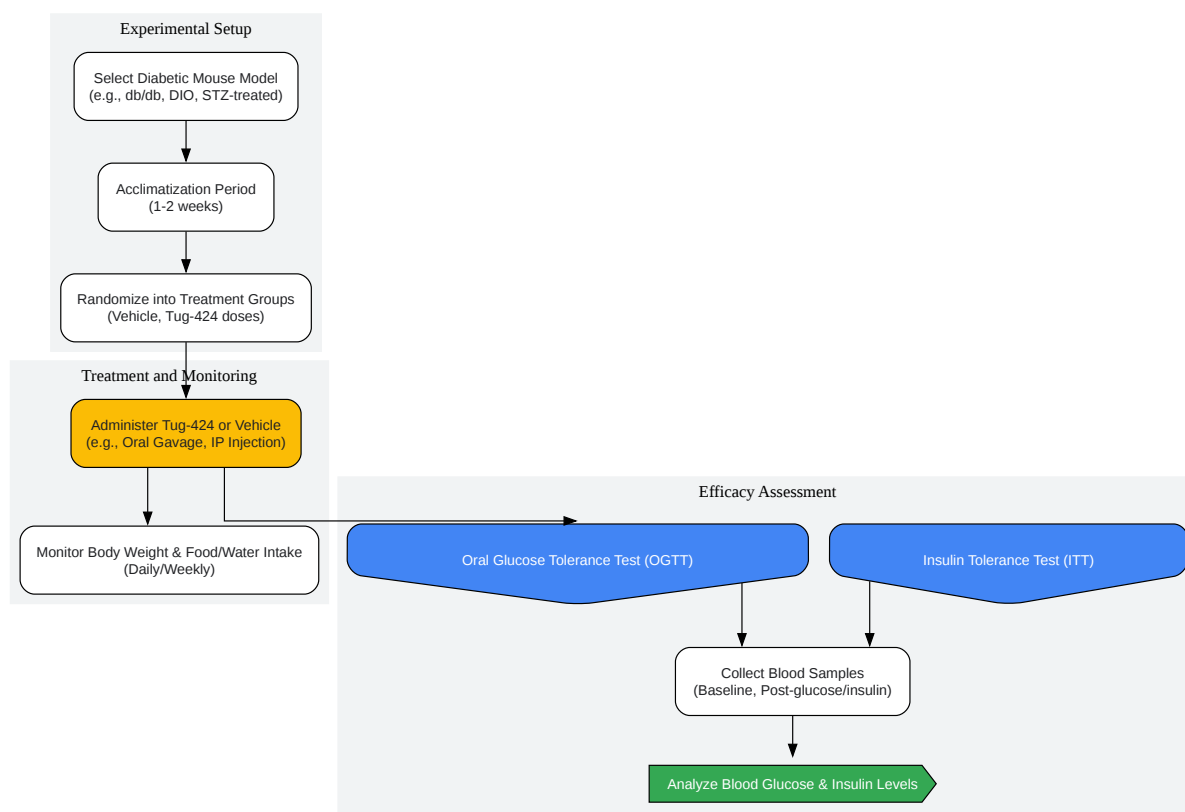 Experimental Setup
Select Diabetic Mouse Model
(e.g., db/db, DIO, STZ-treated)
Acclimatization Period
(1-2 weeks)
Randomize into Treatment Groups
(Vehicle, Tug-424 doses)
Treatment and Monitoring
Administer Tug-424 or Vehicle
(e.g., Oral Gavage, IP Injection)
Monitor Body Weight & Food/Water Intake
(Daily/Weekly)
Efficacy Assessment
Oral Glucose Tolerance Test (OGTT)
Insulin Tolerance Test (ITT)
Collect Blood Samples
(Baseline, Post-glucose/insulin)
Analyze Blood Glucose & Insulin Levels